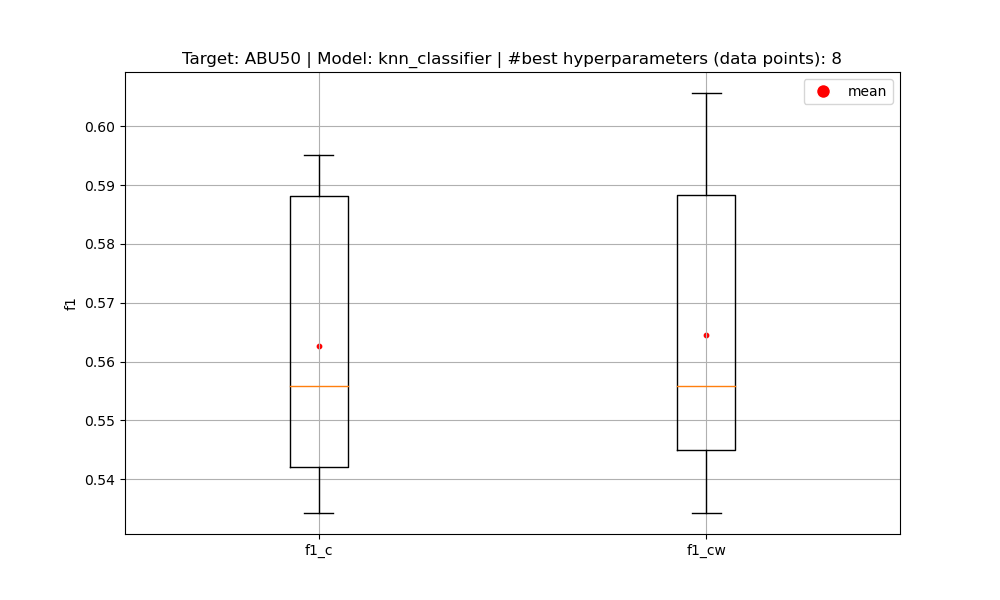 Target: ABU50 | Model: knn_classifier | #best hyperparameters (data points): 8
mean
0.60
0.59
0.58
0.57
0.56
0.55
0.54
f1
f1_c
f1_cw